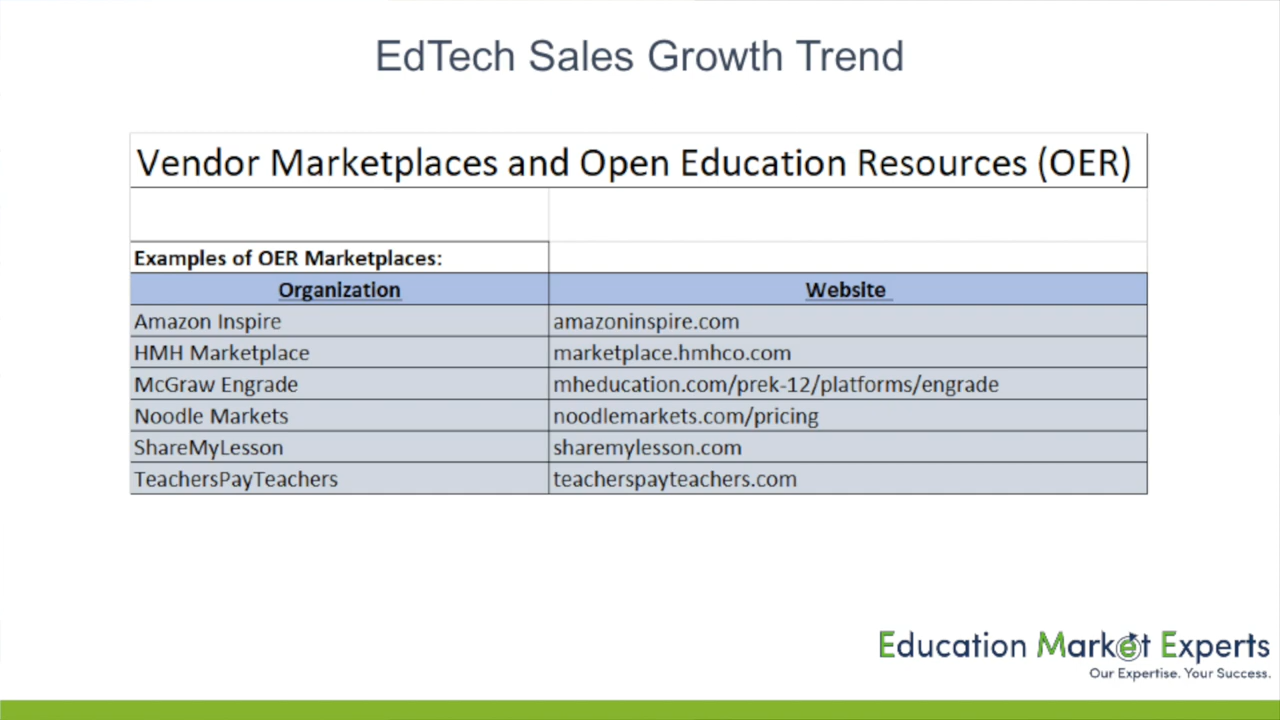 EdTech Sales Growth Trend
Vendor Marketplaces and Open Education Resources (OER)
Examples of OER Marketplaces:
Organization Website
Amazon Inspire amazoninspire.com
HMH Marketplace marketplace.hmhco.com
McGraw Engrade mheducation.com/prek-12/platforms/engrade
Noodle Markets noodlemarkets.com/pricing
ShareMyLesson sharemylesson.com
TeachersPayTeachers teacherspayteachers.com
Education Market Experts
Our Expertise. Your Success.